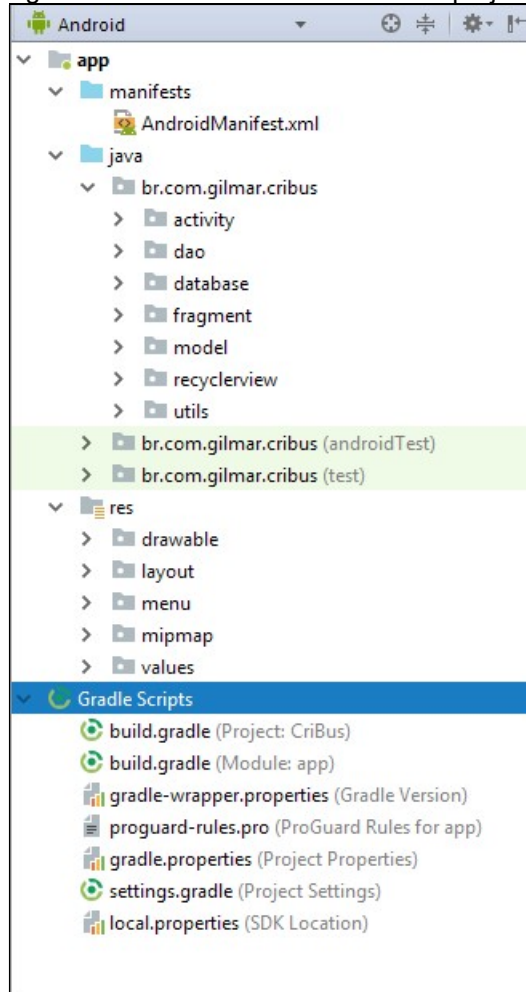 Android
app
manifests
AndroidManifest.xml
java
br.com.gilmar.cribus
activity
dao
database
fragment
model
recyclerview
utils
br.com.gilmar.cribus (androidTest)
br.com.gilmar.cribus (test)
res
drawable
layout
menu
mipmap
values
Gradle Scripts
build.gradle (Project: CriBus)
build.gradle (Module: app)
gradle-wrapper.properties (Gradle Version)
proguard-rules.pro (ProGuard Rules for app)
gradle.properties (Project Properties)
settings.gradle (Project Settings)
local.properties (SDK Location)